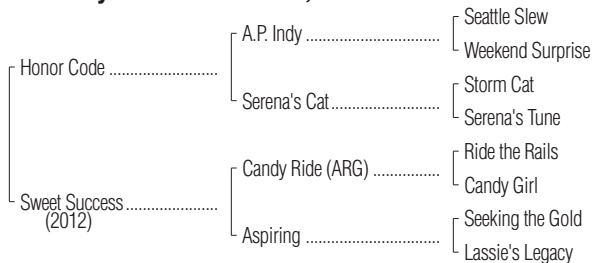 Seattle Slew
A.P. Indy ................................
Weekend Surprise
Honor Code ..........................
Storm Cat
Serena's Cat..........................
Serena's Tune
Ride the Rails
Candy Ride (ARG) ................
Candy Girl
Sweet Success......................
(2012)
Seeking the Gold
Aspiring ................................
Lassie's Legacy